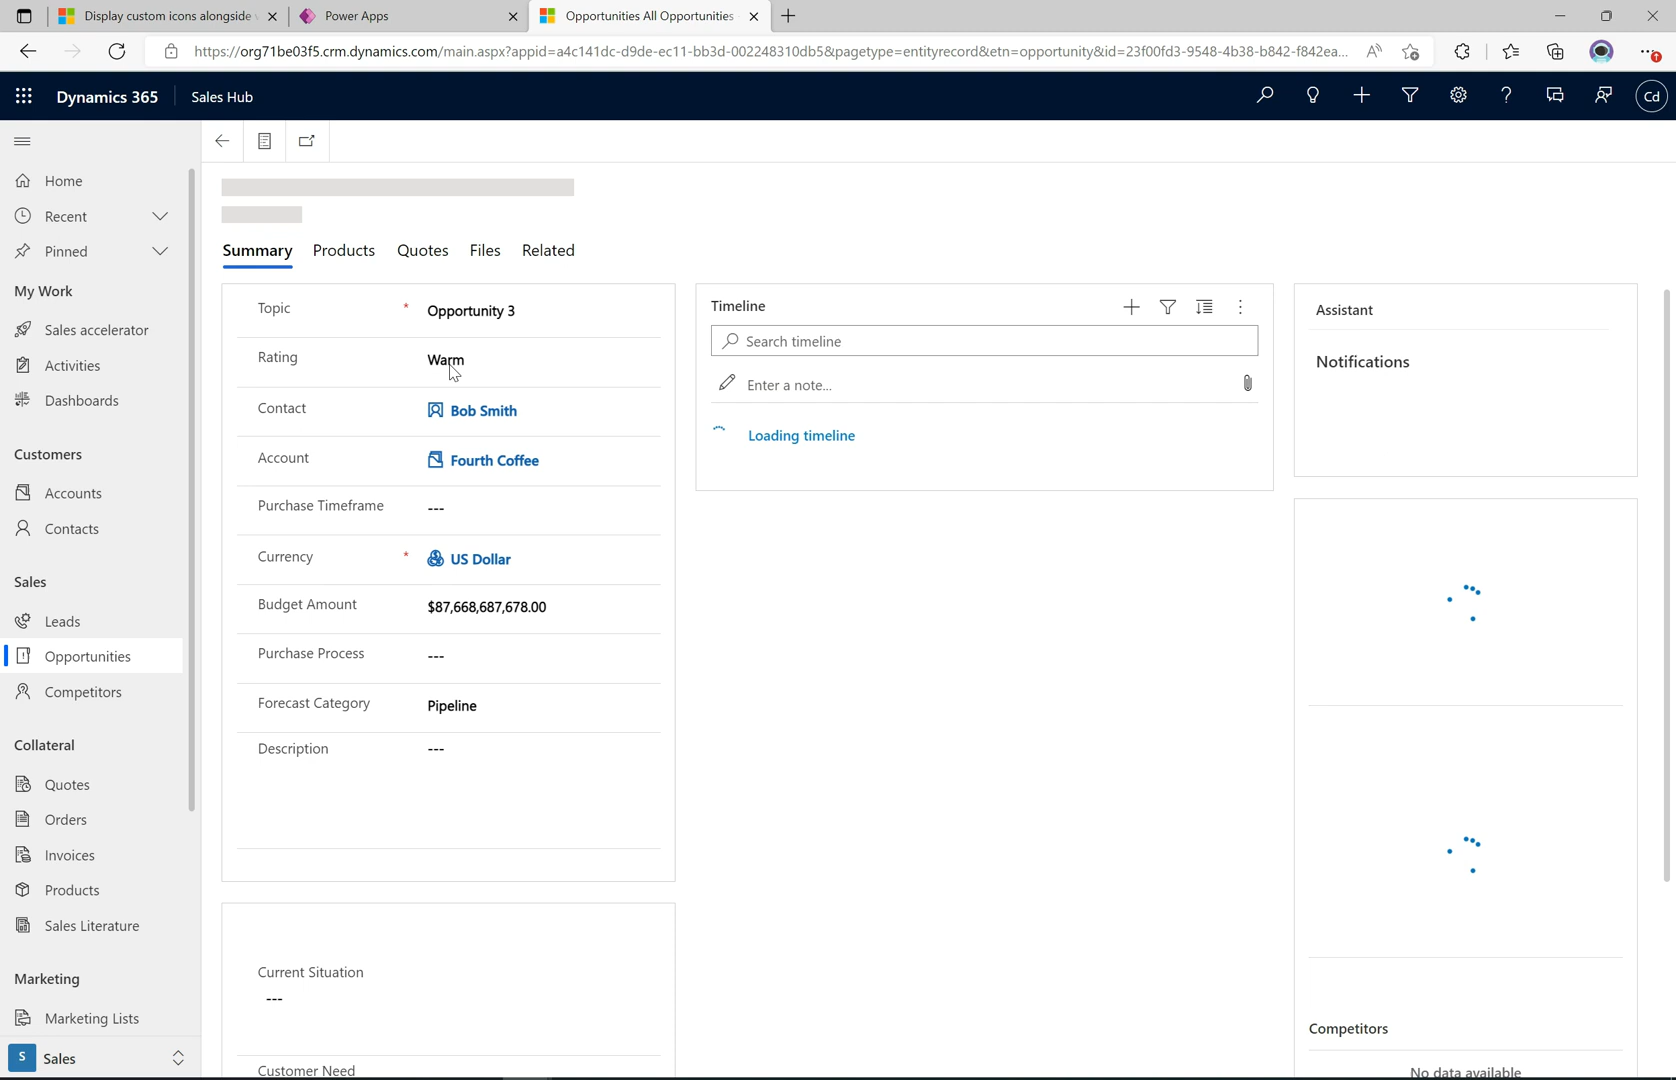 Display custom icons alongside
Power Apps
Opportunities All Opportunities
https://org71be03f5.crm.dynamics.com/main.aspx?appid=a4c141dc-d9de-ec11-bb3d-002248310db5&pagetype=entityrecord&etn=opportunity&id=23f00fd3-9548-4b38-b842-f842ea...
1
Dynamics 365
Sales Hub
Cd
Home
Recent
Pinned
My Work
Sales accelerator
Activities
Dashboards
Customers
Accounts
Contacts
Sales
Leads
Opportunities
Competitors
Collateral
Quotes
Orders
Invoices
Products
Sales Literature
Marketing
Marketing Lists
S Sales
Summary Products Quotes Files Related
Topic * Opportunity 3
Rating Warm
Contact Bob Smith
Account Fourth Coffee
Purchase Timeframe ---
Currency * US Dollar
Budget Amount $87,668,687,678.00
Purchase Process ---
Forecast Category Pipeline
Description ---
Current Situation
---
Customer Need
Timeline
Search timeline
Enter a note...
Loading timeline
Assistant
Notifications
Competitors
No data available